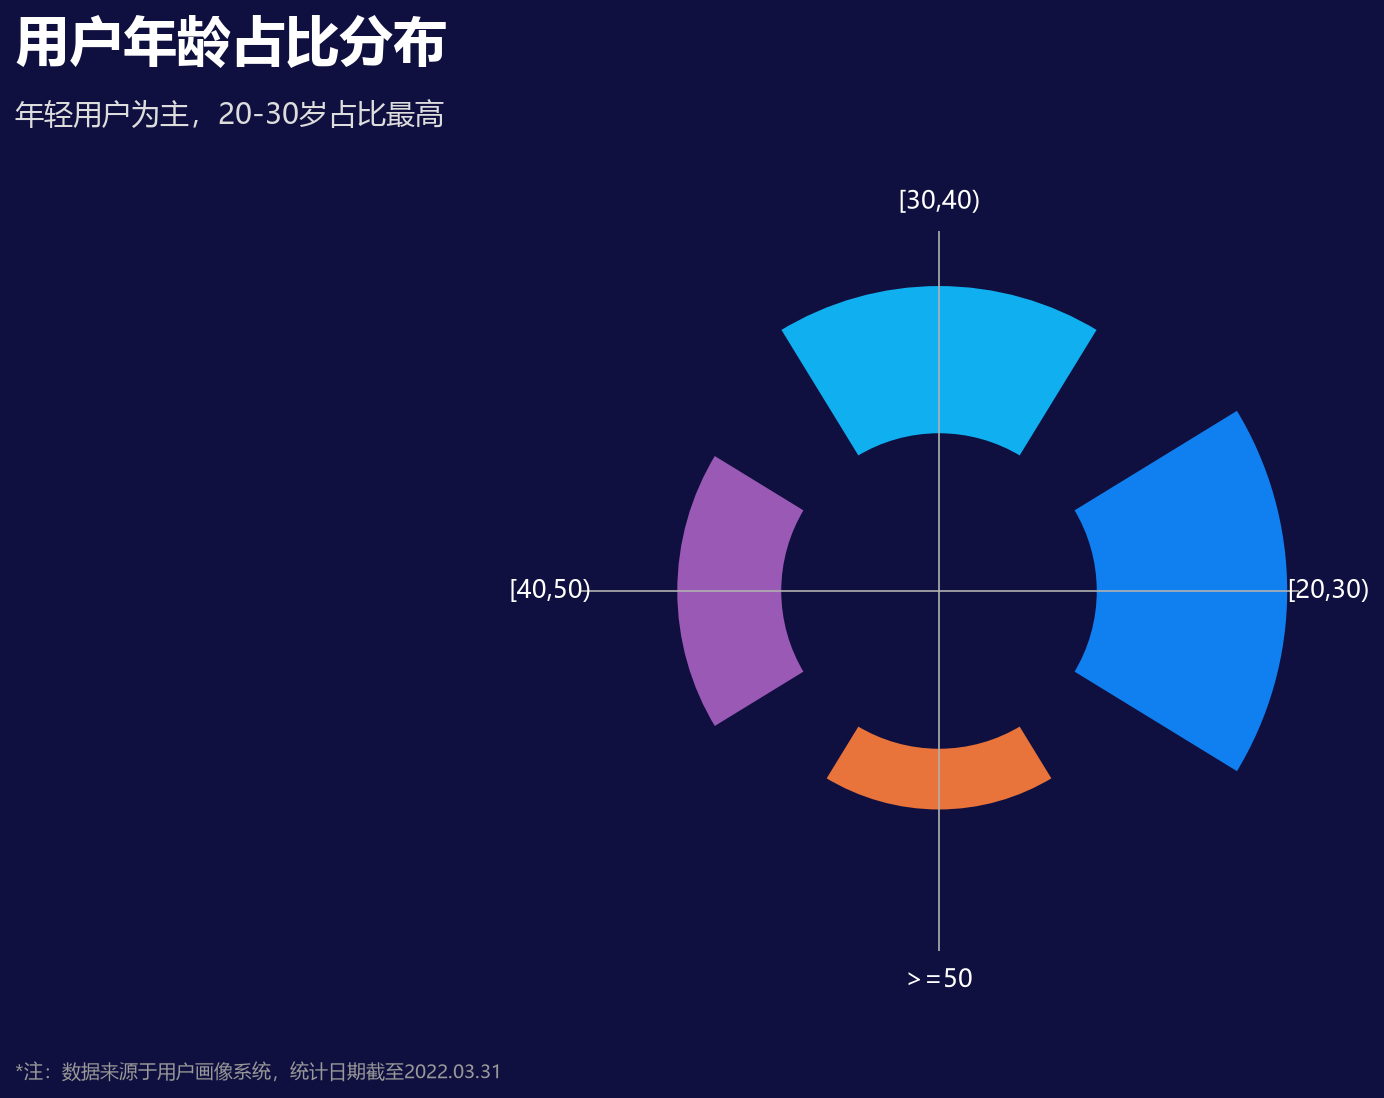 用户年龄占比分布
年轻用户为主，20-30岁占比最高
[30,40)
[40,50)
[20,30)
>=50
*注：数据来源于用户画像系统，统计日期截至2022.03.31